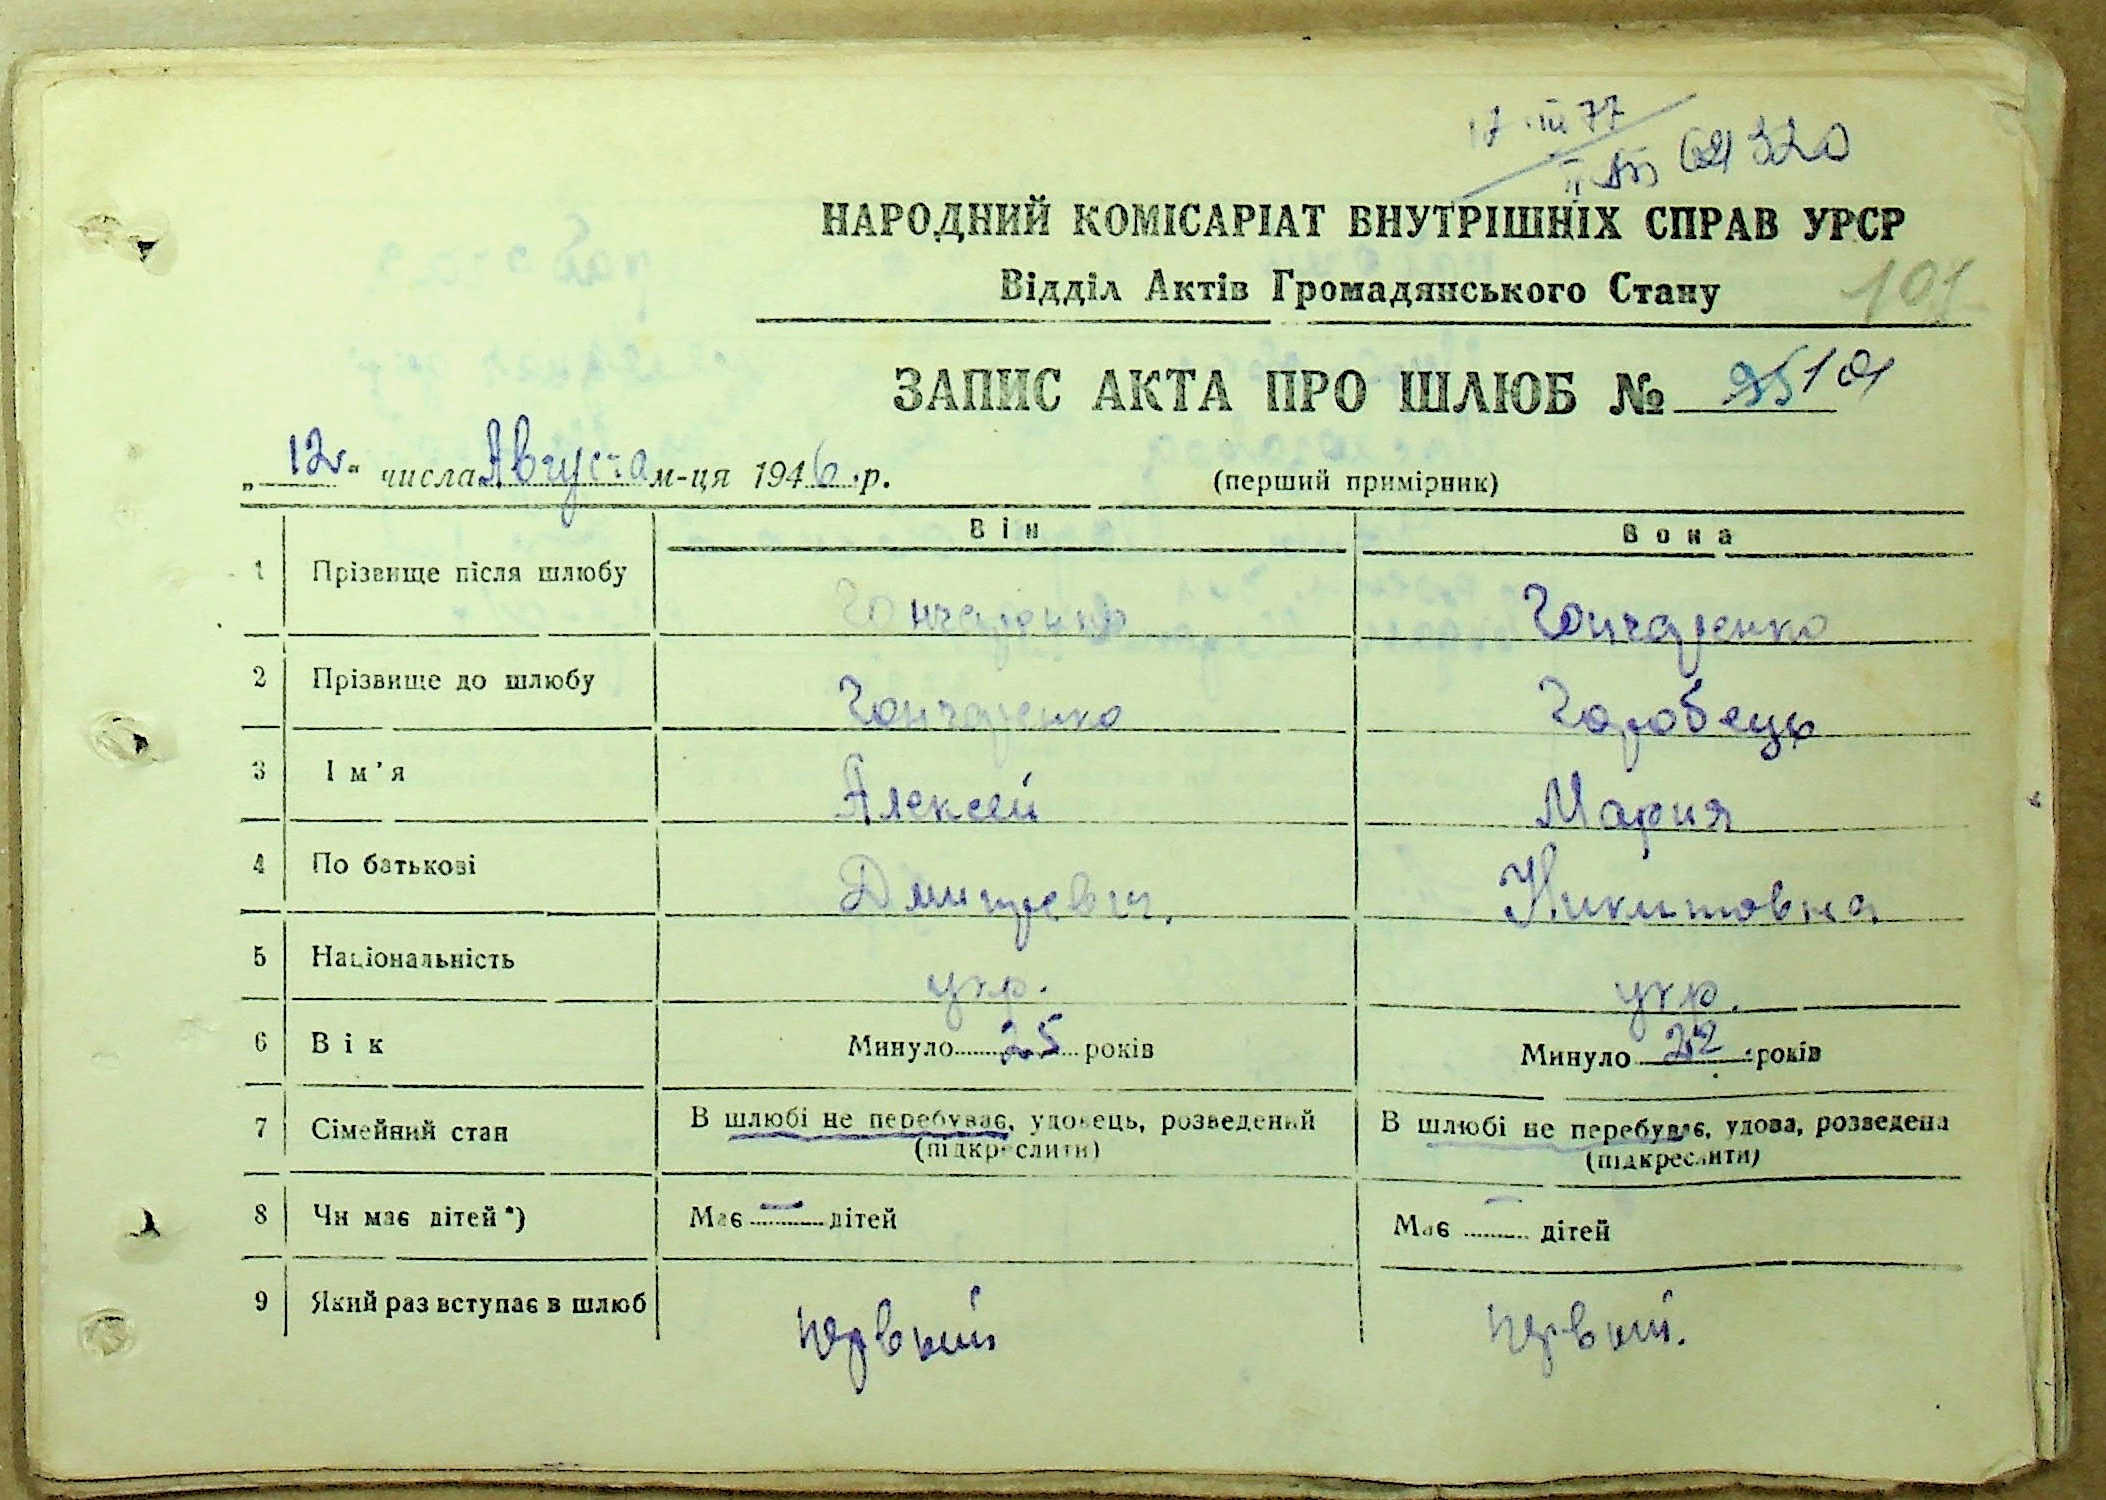 17.III 77
64320
НАРОДНИЙ КОМІСАРІАТ ВНУТРІШНІХ СПРАВ УРСР
Відділ Актів Громадянського Стану 101
ЗАПИС АКТА ПРО ШЛЮБ № 95 101
„12“ числа Августа м-ця 1946 р. (перший примірник)
Він Вона
1 Прізвище після шлюбу Гончаренко Гончаренко
2 Прізвище до шлюбу Гончаренко Горобець
3 Ім'я Алексей Мария
4 По батькові Дмитриевич. Никитовна
5 Національність укр. укр.
6 Вік Минуло 25 років Минуло 22 років
7 Сімейний стан В шлюбі не перебуває, удовець, розведений В шлюбі не перебуває, удова, розведена
(підкреслити) (підкреслити)
8 Чи має дітей*) Має — дітей Має — дітей
9 Який раз вступає в шлюб первый первый.